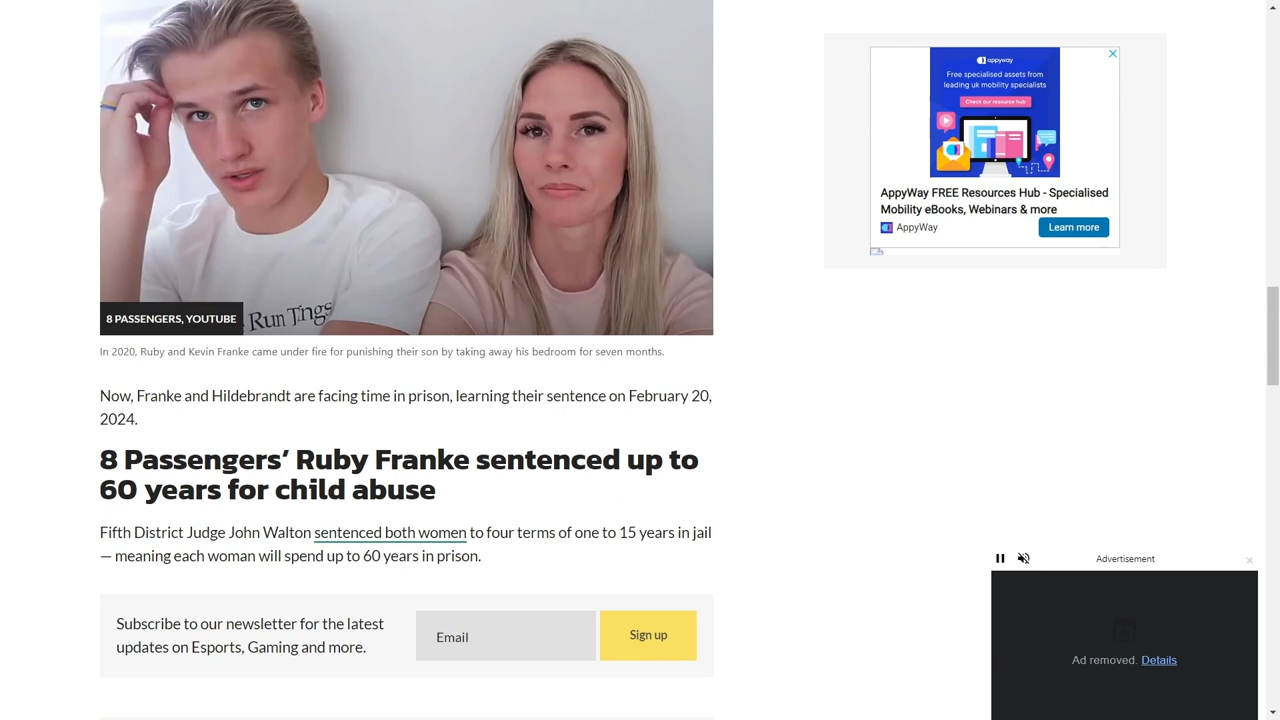 Run Tings
8 PASSENGERS, YOUTUBE
In 2020, Ruby and Kevin Franke came under fire for punishing their son by taking away his bedroom for seven months.
Now, Franke and Hildebrandt are facing time in prison, learning their sentence on February 20,
2024.
8 Passengers’ Ruby Franke sentenced up to
60 years for child abuse
Fifth District Judge John Walton sentenced both women to four terms of one to 15 years in jail
— meaning each woman will spend up to 60 years in prison.
Subscribe to our newsletter for the latest
updates on Esports, Gaming and more.
Email
Sign up
appyway
Free specialised assets from
leading uk mobility specialists
Check our resource hub
AppyWay FREE Resources Hub - Specialised
Mobility eBooks, Webinars & more
AppyWay
Learn more
Advertisement
Ad removed. Details